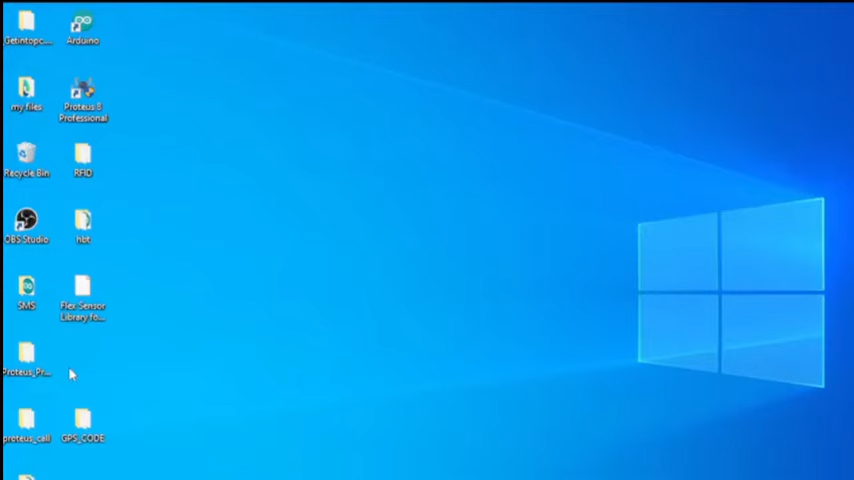 Getintopc....
Arduino
my files
Proteus 8
Professional
Recycle Bin
RFID
OBS Studio
hbt
SMS
Flex Sensor
Library fo...
Proteus_Pr...
proteus_call
GPS_CODE